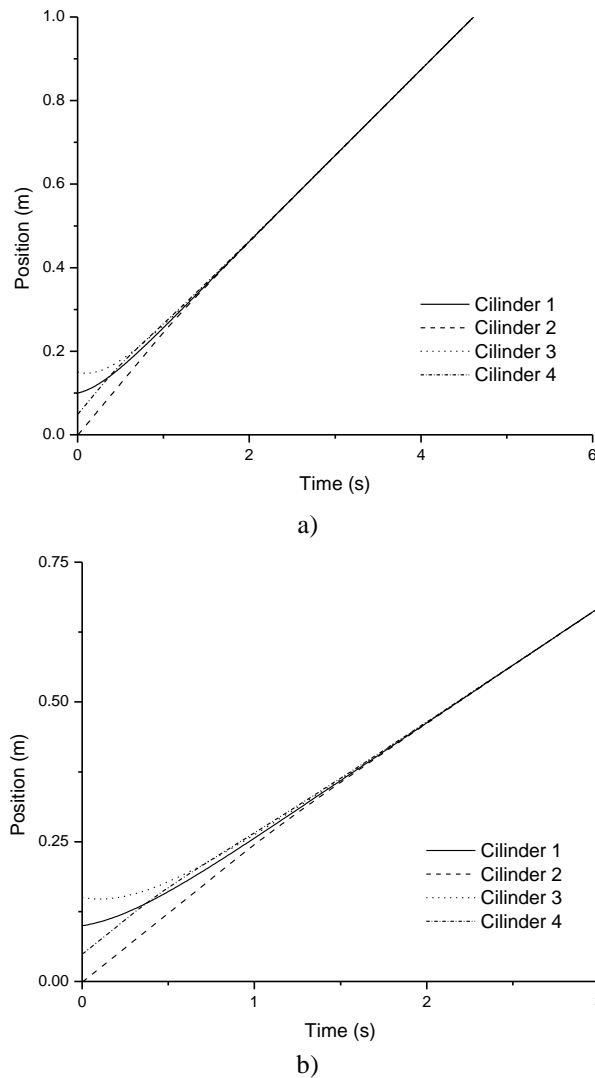 1.0
0.8
0.6
0.4
0.2
0.0
Position (m)
Cilinder 1
Cilinder 2
Cilinder 3
Cilinder 4
0 2 4 6
Time (s)
a)
0.75
0.50
0.25
0.00
Position (m)
Cilinder 1
Cilinder 2
Cilinder 3
Cilinder 4
0 1 2
Time (s)
b)